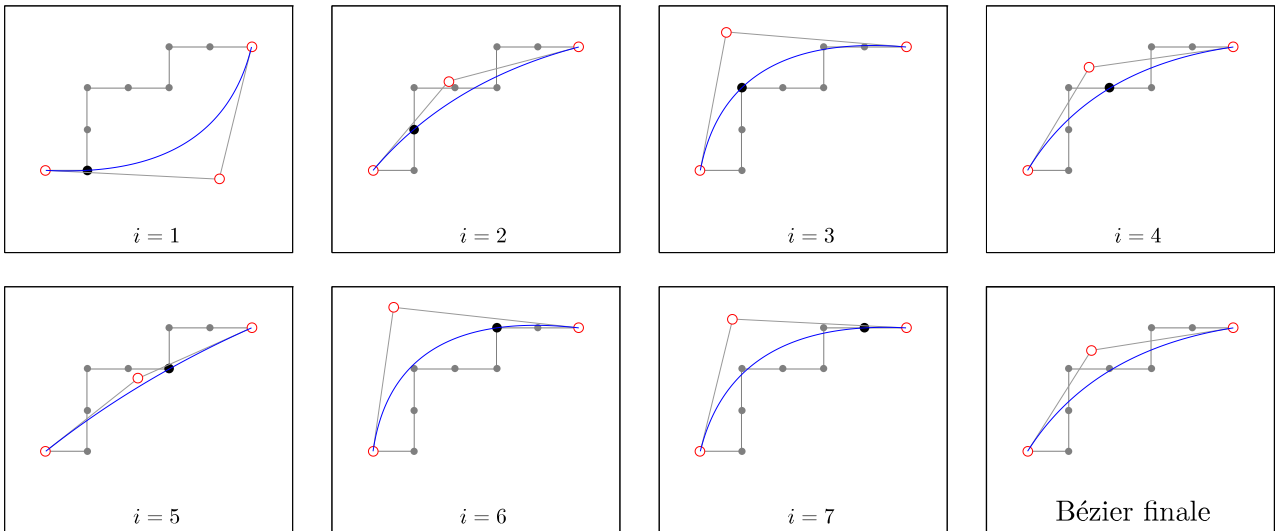 i = 1
i = 2
i = 3
i = 4
i = 5
i = 6
i = 7
Bézier finale